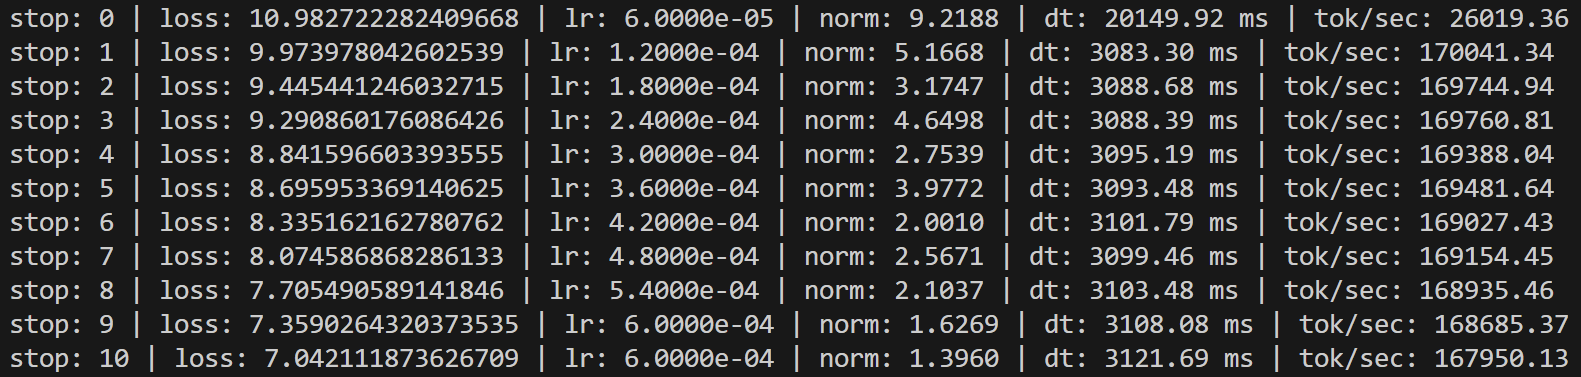 stop: 0 | loss: 10.982722282409668 | lr: 6.0000e-05 | norm: 9.2188 | dt: 20149.92 ms | tok/sec: 26019.36
stop: 1 | loss: 9.973978042602539 | lr: 1.2000e-04 | norm: 5.1668 | dt: 3083.30 ms | tok/sec: 170041.34
stop: 2 | loss: 9.445441246032715 | lr: 1.8000e-04 | norm: 3.1747 | dt: 3088.68 ms | tok/sec: 169744.94
stop: 3 | loss: 9.290860176086426 | lr: 2.4000e-04 | norm: 4.6498 | dt: 3088.39 ms | tok/sec: 169760.81
stop: 4 | loss: 8.841596603393555 | lr: 3.0000e-04 | norm: 2.7539 | dt: 3095.19 ms | tok/sec: 169388.04
stop: 5 | loss: 8.695953369140625 | lr: 3.6000e-04 | norm: 3.9772 | dt: 3093.48 ms | tok/sec: 169481.64
stop: 6 | loss: 8.335162162780762 | lr: 4.2000e-04 | norm: 2.0010 | dt: 3101.79 ms | tok/sec: 169027.43
stop: 7 | loss: 8.074586868286133 | lr: 4.8000e-04 | norm: 2.5671 | dt: 3099.46 ms | tok/sec: 169154.45
stop: 8 | loss: 7.705490589141846 | lr: 5.4000e-04 | norm: 2.1037 | dt: 3103.48 ms | tok/sec: 168935.46
stop: 9 | loss: 7.3590264320373535 | lr: 6.0000e-04 | norm: 1.6269 | dt: 3108.08 ms | tok/sec: 168685.37
stop: 10 | loss: 7.042111873626709 | lr: 6.0000e-04 | norm: 1.3960 | dt: 3121.69 ms | tok/sec: 167950.13